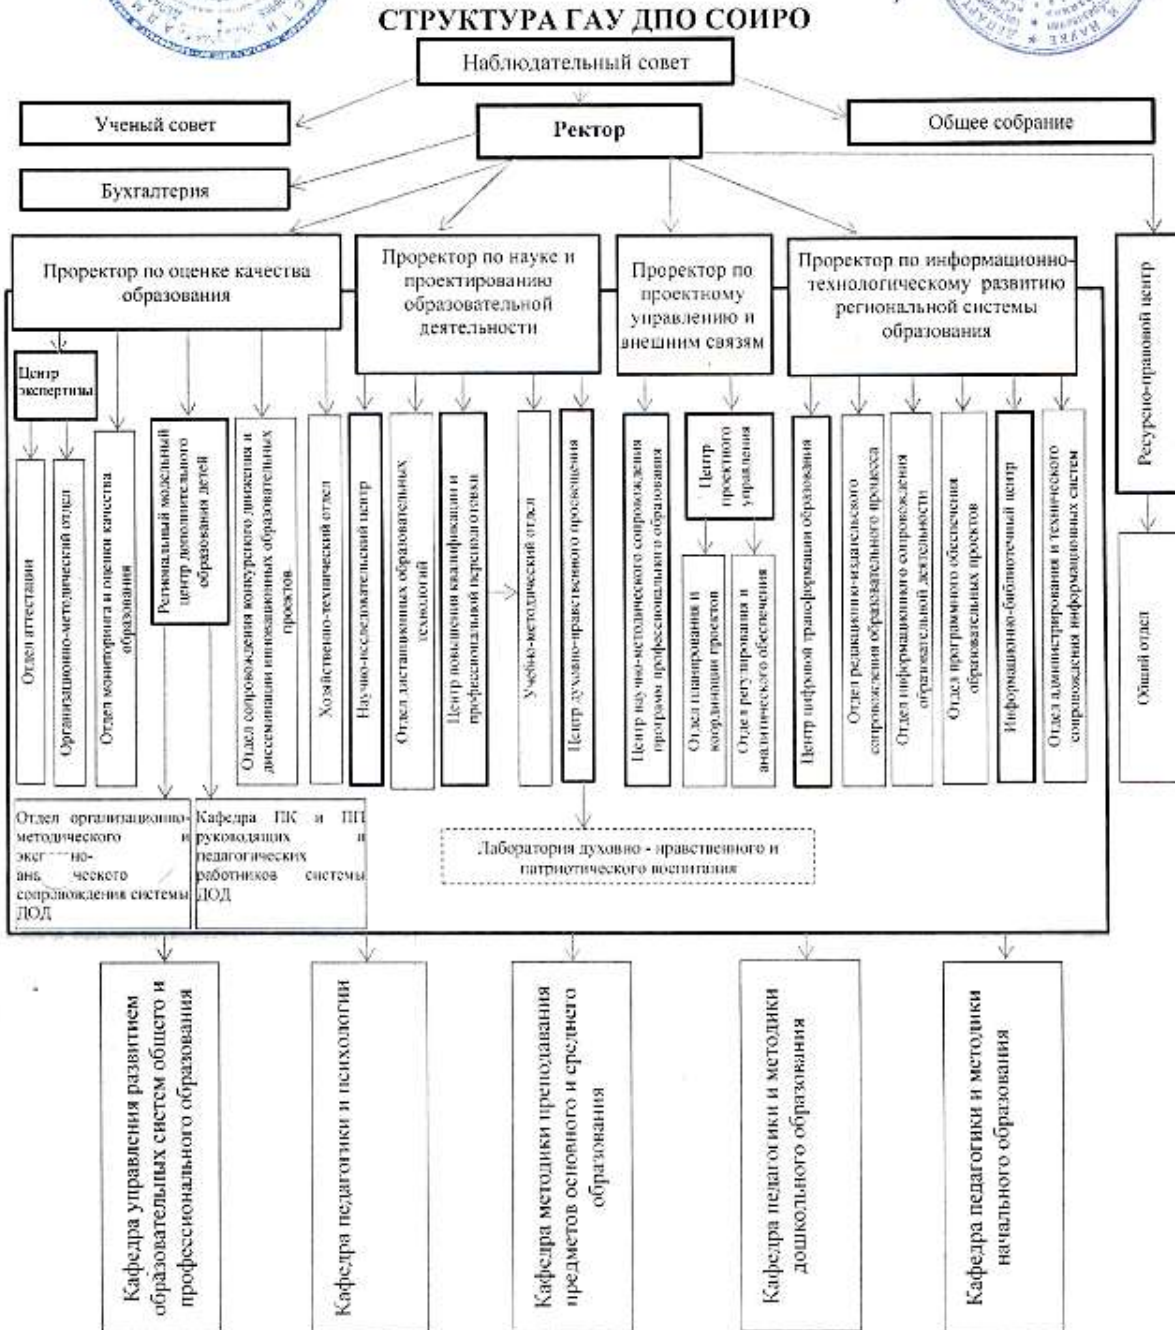 СТРУКТУРА ГАУ ДПО СОИРО
Наблюдательный совет
Ученый совет
Ректор
Общее собрание
Бухгалтерия
Проректор по оценке качества
образования
Проректор по науке и
проектированию
образовательной
деятельности
Проректор по
проектному
управлению и
внешним связям
Проректор по информационно-
технологическому развитию
региональной системы
образования
Ресурсно-правовой центр
Центр
экспертизы
Отдел аттестации
Организационно-методический отдел
Отдел мониторинга и оценки качества
образования
Региональный модельный
центр дополнительного
образования детей
Отдел сопровождения конкурсного движения и
диссеминации инновационных образовательных
проектов
Хозяйственно-технический отдел
Научно-исследовательский центр
Отдел дистанционных образовательных
технологий
Центр повышения квалификации и
профессиональной переподготовки
Учебно-методический отдел
Центр духовно-нравственного просвещения
Центр научно-методического сопровождения
программ профессионального образования
Центр
проектного
управления
Отдел планирования и
координации проектов
Отдел регулирования и
аналитического обеспечения
Центр цифровой трансформации образования
Отдел редакционно-издательского
сопровождения образовательного процесса
Отдел информационного сопровождения
образовательной деятельности
Отдел программного обеспечения
образовательных проектов
Информационно-библиотечный центр
Отдел администрирования и технического
сопровождения информационных систем
Общий отдел
Отдел организационно-
методического и
сопровождения системы
ДОД
Кафедра ПК и ПП
руководящих и
педагогических
работников системы
ДОД
Лаборатория духовно - нравственного и
патриотического воспитания
Кафедра управления развитием
образовательных систем общего и
профессионального образования
Кафедра педагогики и психологии
Кафедра методики преподавания
предметов основного и среднего
образования
Кафедра педагогики и методики
дошкольного образования
Кафедра педагогики и методики
начального образования